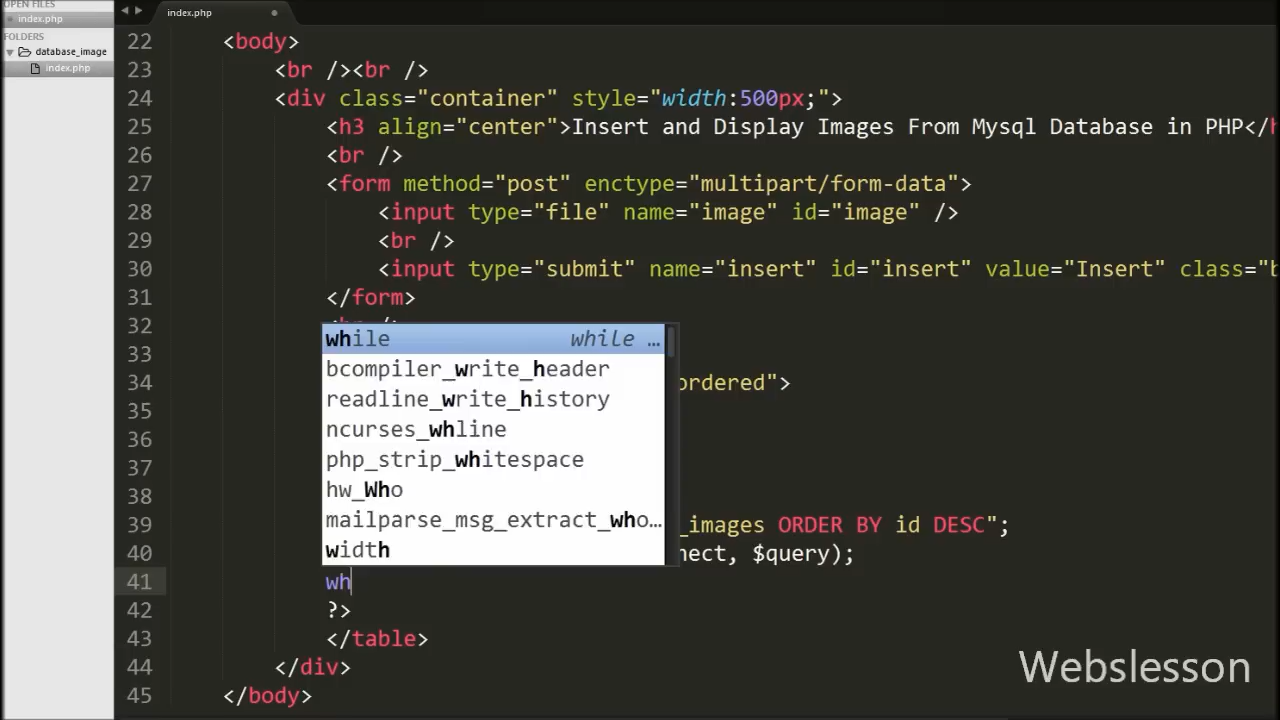 OPEN FILES
index.php
FOLDERS
database_image
index.php
index.php
22 <body>
23 <br /><br />
24 <div class="container" style="width:500px;">
25 <h3 align="center">Insert and Display Images From Mysql Database in PHP</h
26 <br />
27 <form method="post" enctype="multipart/form-data">
28 <input type="file" name="image" id="image" />
29 <br />
30 <input type="submit" name="insert" id="insert" value="Insert" class="b
31 </form>
32 <br />
33
34 ordered">
35
36
37
38
39 _images ORDER BY id DESC";
40 nect, $query);
41 wh
42 ?>
43 </table>
44 </div>
45 </body>
while while …
bcompiler_write_header
readline_write_history
ncurses_whline
php_strip_whitespace
hw_Who
mailparse_msg_extract_who…
width
Webslesson